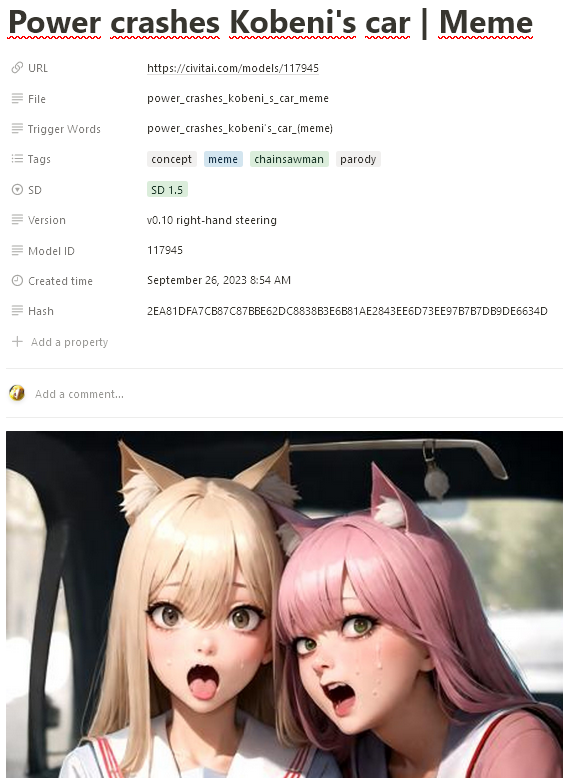 Power crashes Kobeni's car | Meme
URL https://civitai.com/models/117945
File power_crashes_kobeni_s_car_meme
Trigger Words power_crashes_kobeni's_car_(meme)
Tags concept meme chainsawman parody
SD SD 1.5
Version v0.10 right-hand steering
Model ID 117945
Created time September 26, 2023 8:54 AM
Hash 2EA81DFA7CB87C87BBE62DC8838B3E6B81AE2843EE6D73EE97B7B7DB9DE6634D
Add a property
Add a comment...